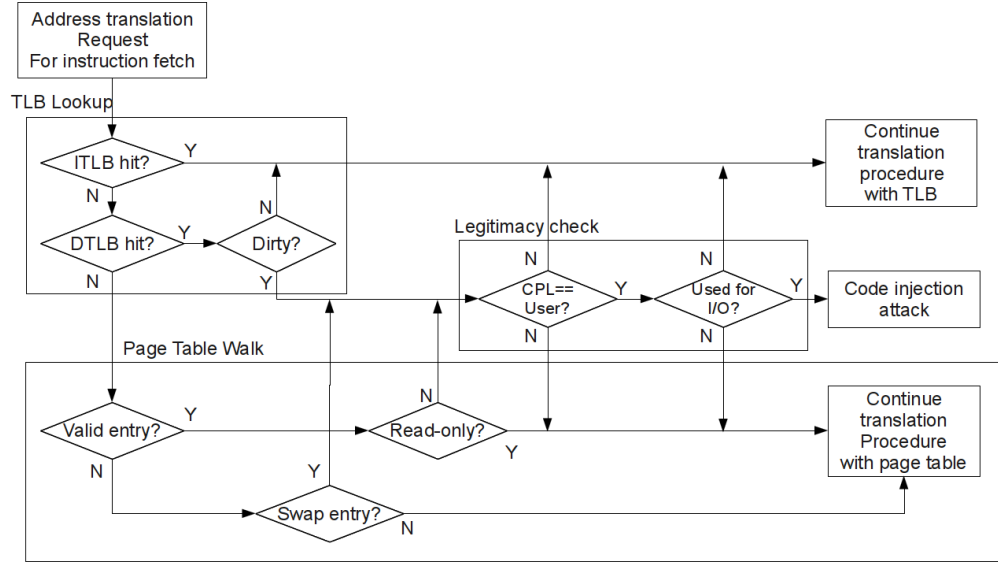 Address translation
Request
For instruction fetch
TLB Lookup
ITLB hit?
Y
N
DTLB hit?
Y
N
Dirty?
N
Y
Continue
translation
procedure
with TLB
Legitimacy check
N
CPL==
User?
Y
N
N
Used for
I/O?
Y
N
Code injection
attack
Page Table Walk
Valid entry?
Y
N
N
Read-only?
Y
Y
Swap entry?
N
Continue
translation
Procedure
with page table